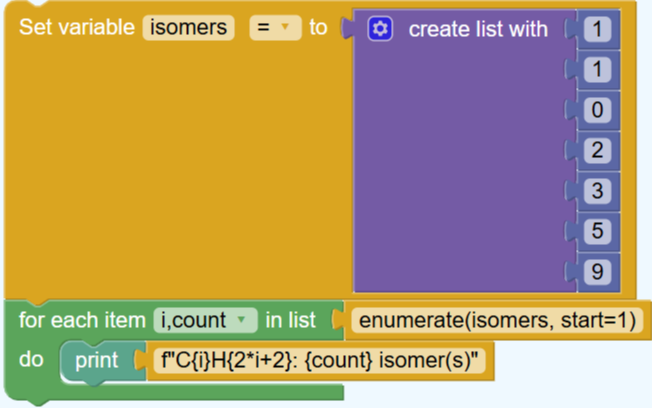 Set variable isomers = to create list with 1
1
0
2
3
5
9
for each item i,count in list enumerate(isomers, start=1)
do print f"C{i}H{2*i+2}: {count} isomer(s)"